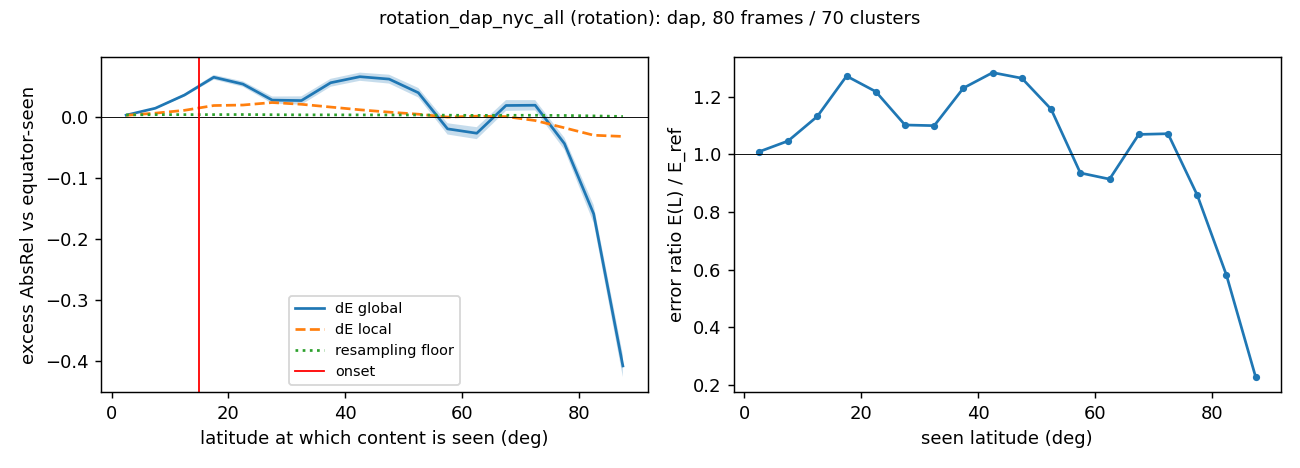 rotation_dap_nyc_all (rotation): dap, 80 frames / 70 clusters
excess AbsRel vs equator-seen
0.0
−0.1
−0.2
−0.3
−0.4
dE global
dE local
resampling floor
onset
0 20 40 60 80
latitude at which content is seen (deg)
error ratio E(L) / E_ref
1.2
1.0
0.8
0.6
0.4
0.2
0 20 40 60 80
seen latitude (deg)